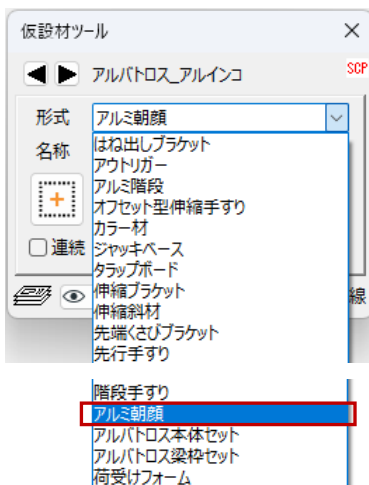 仮設材ツール
アルバトロス_アルインコ
SCP
形式 アルミ朝顔
名称
はね出しブラケット
アウトリガー
アルミ階段
オフセット型伸縮手すり
カラー材
連続
ジャッキベース
タラップボード
伸縮ブラケット
線
伸縮斜材
先端くさびブラケット
先行手すり
階段手すり
アルミ朝顔
アルバトロス本体セット
アルバトロス梁枠セット
荷受けフォーム